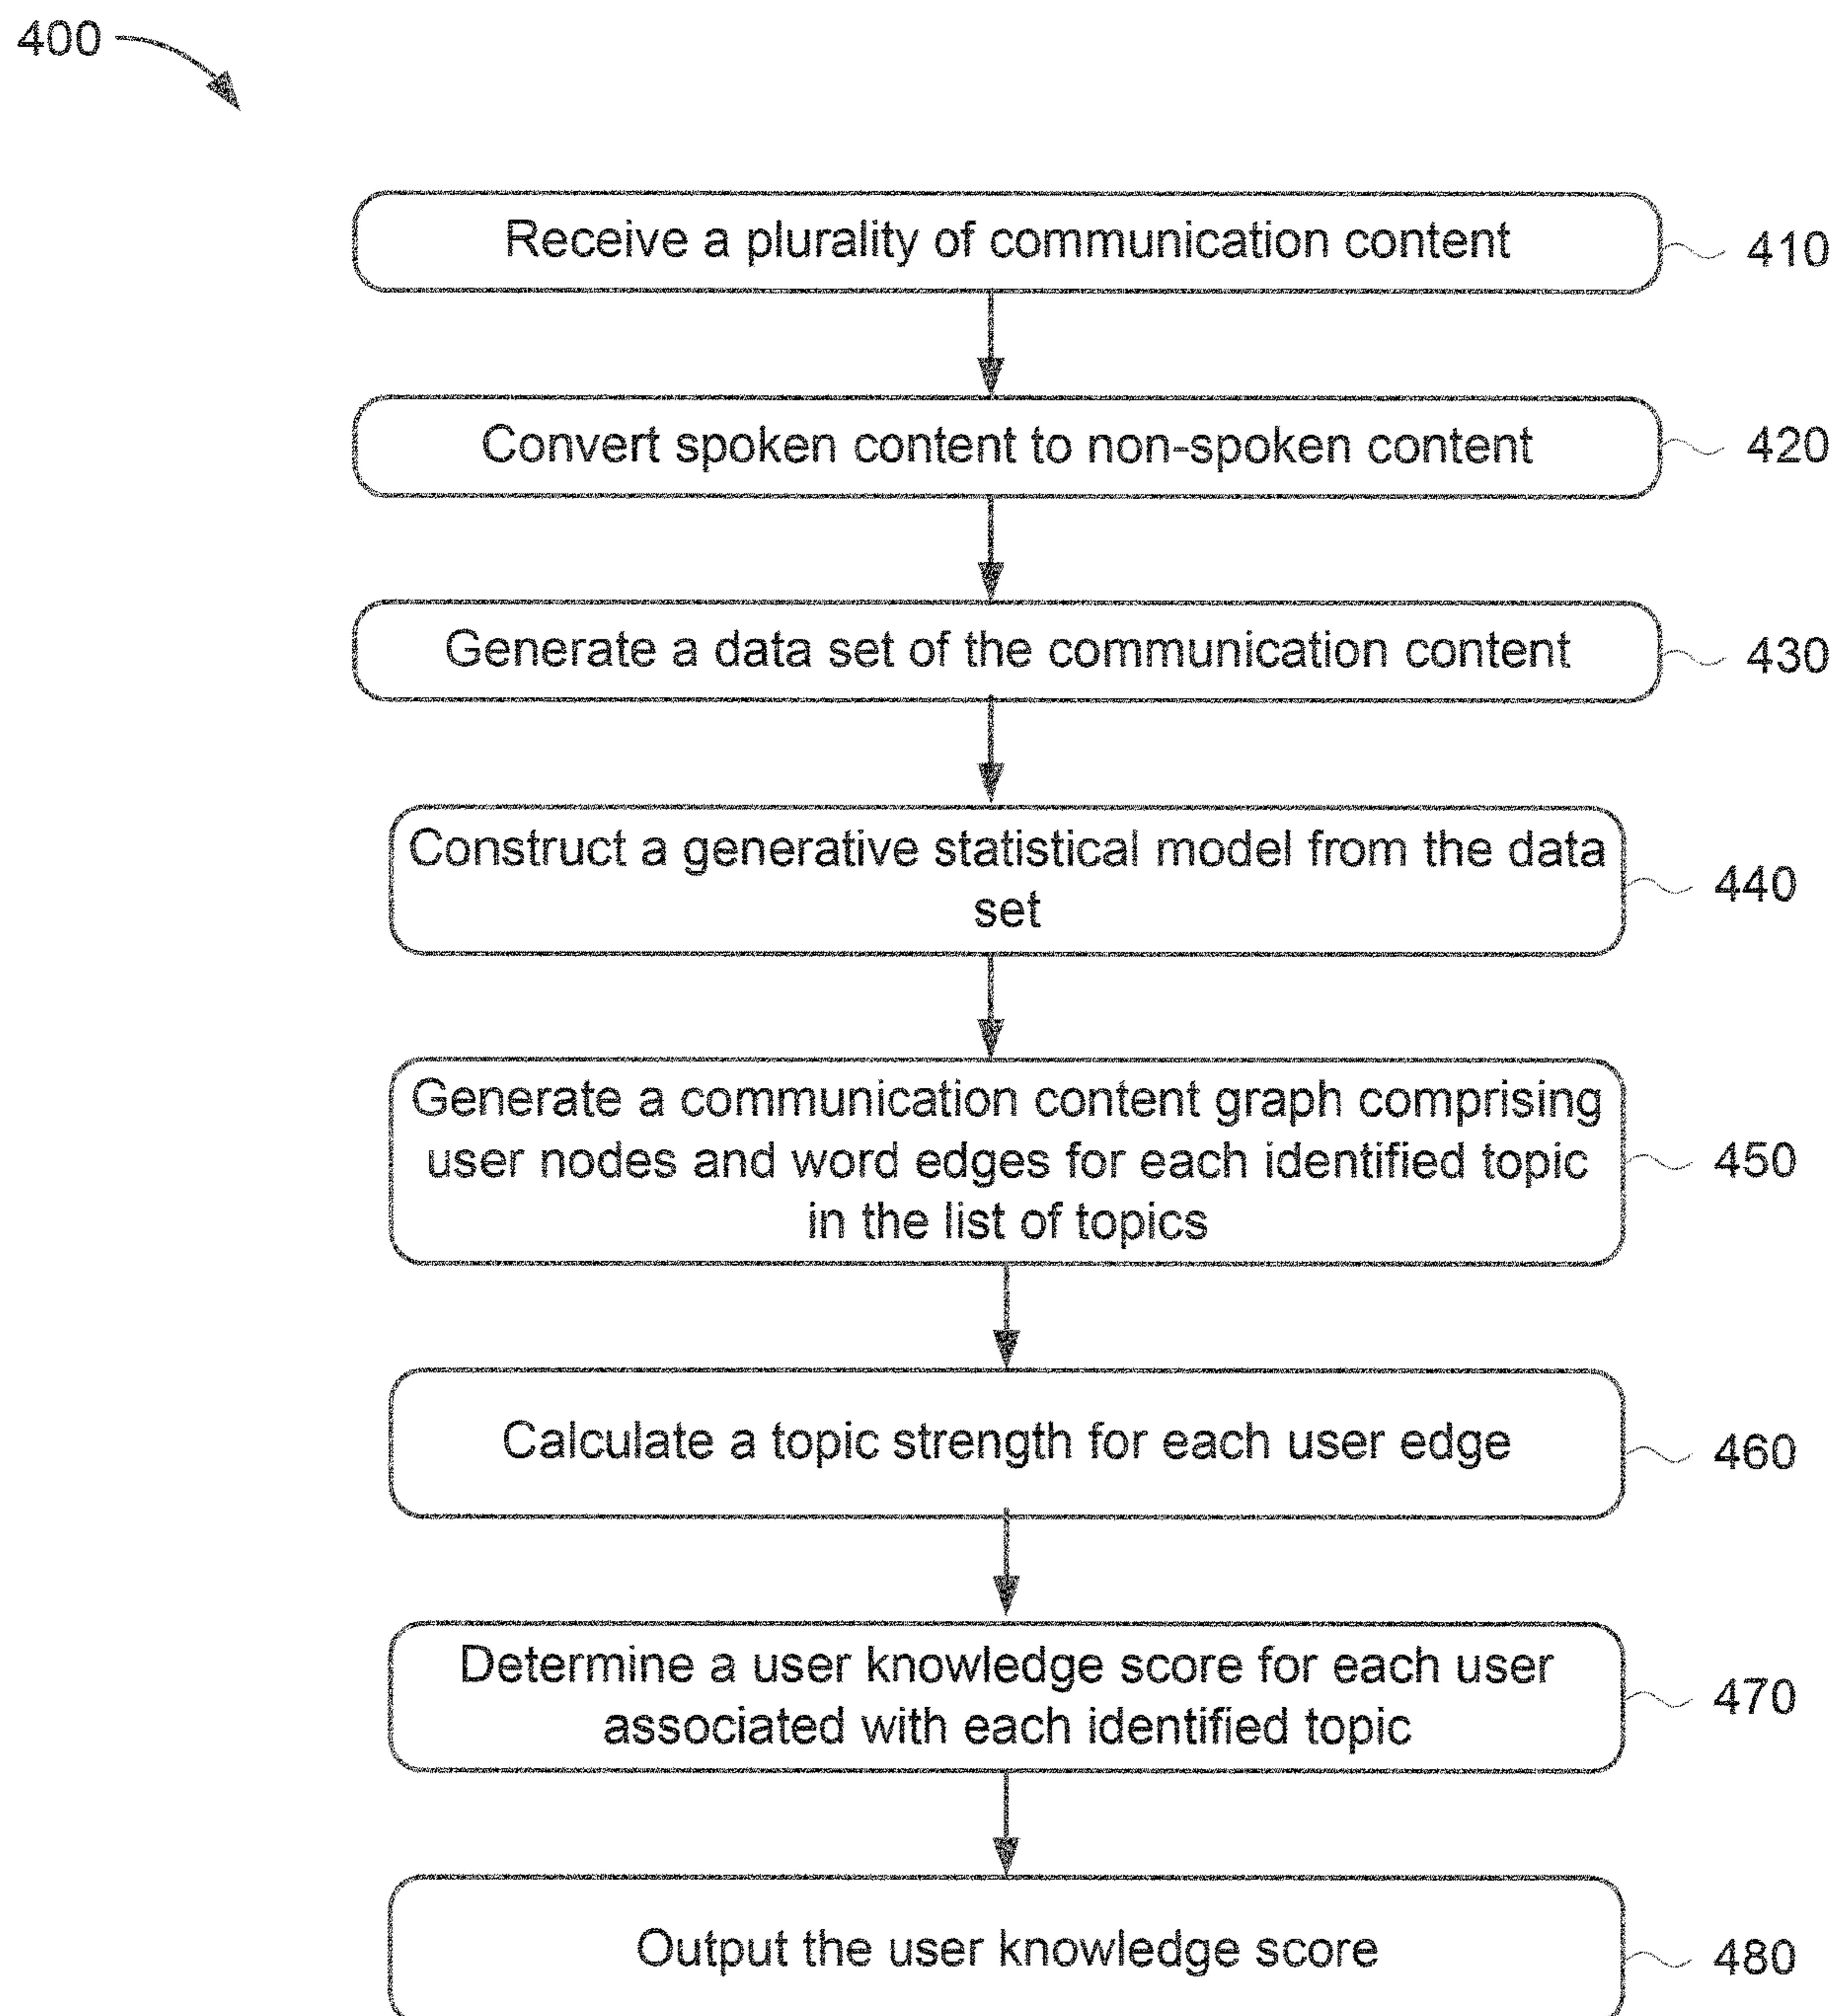 400
Receive a plurality of communication content
410
Convert spoken content to non-spoken content
420
Generate a data set of the communication content
430
Construct a generative statistical model from the data
set
440
Generate a communication content graph comprising
user nodes and word edges for each identified topic
in the list of topics
450
Calculate a topic strength for each user edge
460
Determine a user knowledge score for each user
associated with each identified topic
470
Output the user knowledge score
480